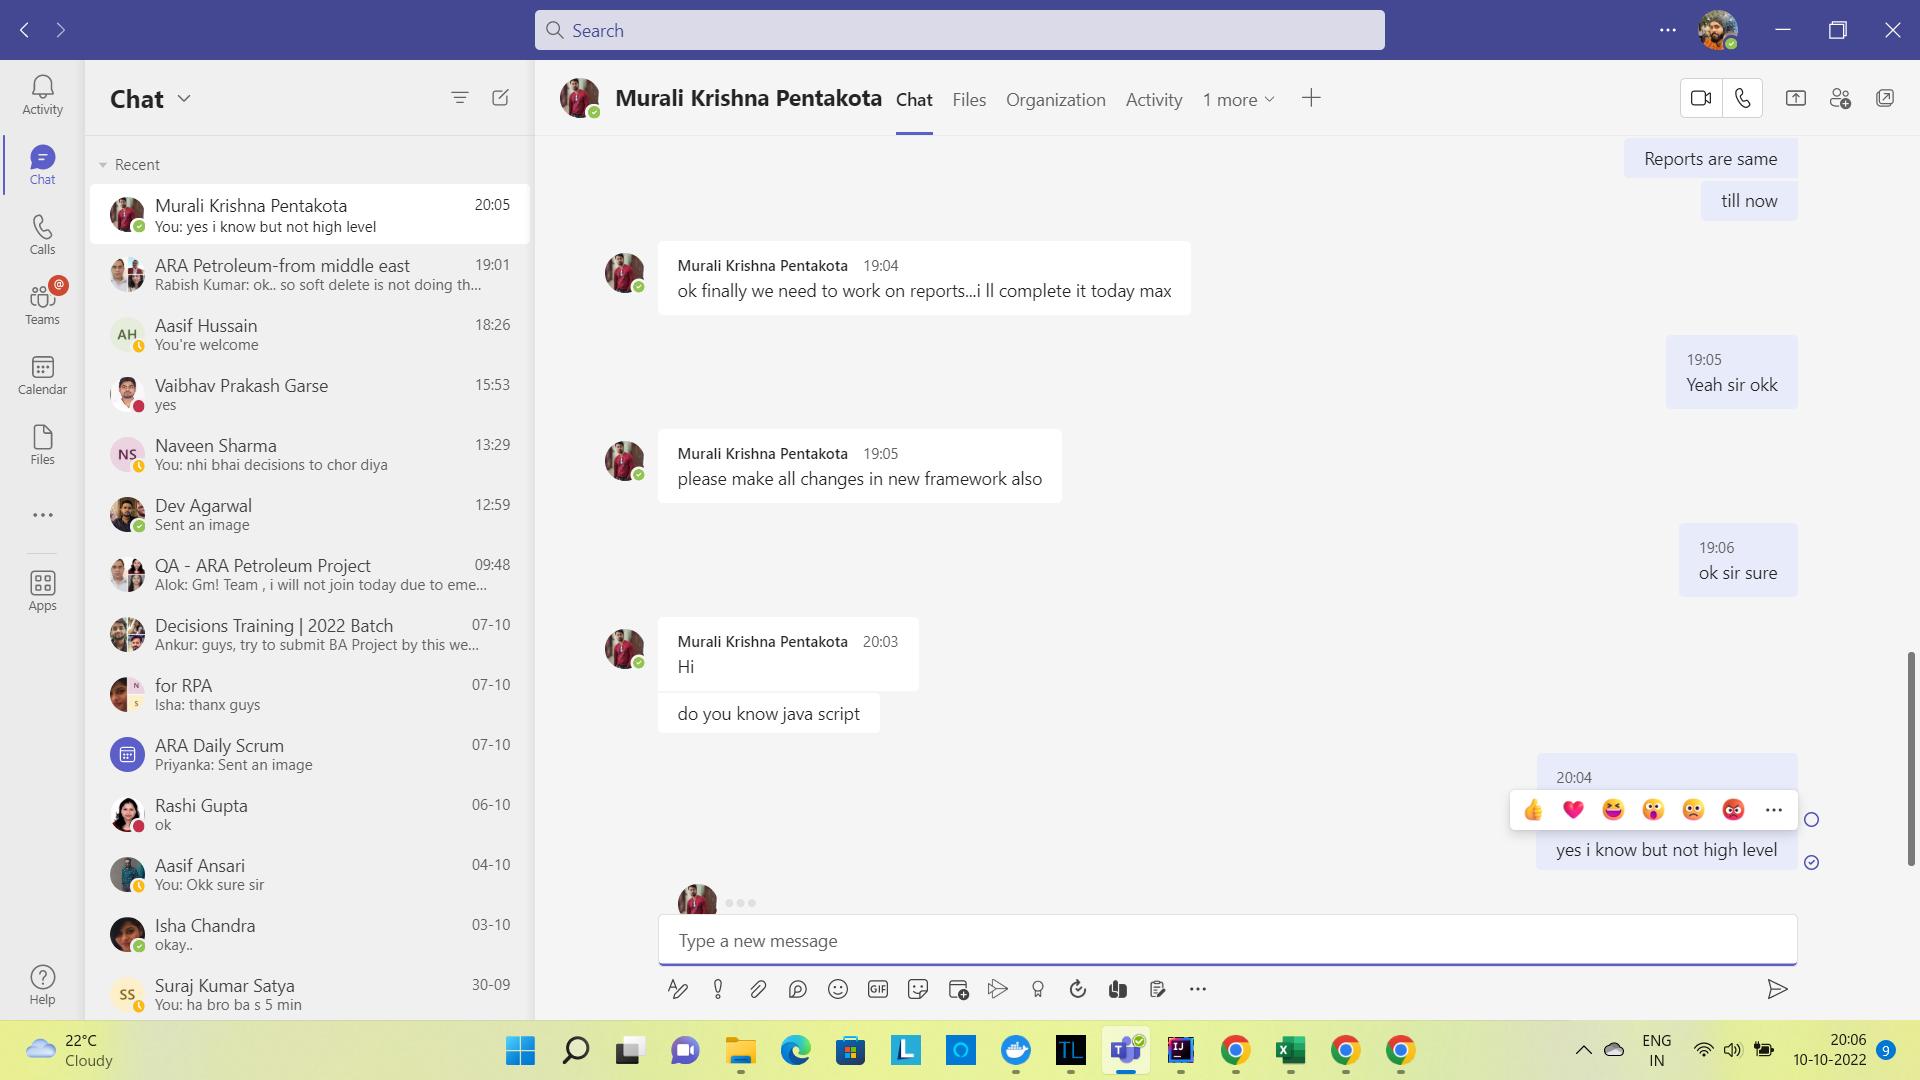 Search
Activity
Chat
Calls
@
Teams
Calendar
Files
Apps
Help
Chat
Recent
Murali Krishna Pentakota 20:05
You: yes i know but not high level
ARA Petroleum-from middle east 19:01
Rabish Kumar: ok.. so soft delete is not doing th...
AH
Aasif Hussain 18:26
You're welcome
Vaibhav Prakash Garse 15:53
yes
NS
Naveen Sharma 13:29
You: nhi bhai decisions to chor diya
Dev Agarwal 12:59
Sent an image
QA - ARA Petroleum Project 09:48
Alok: Gm! Team , i will not join today due to eme...
Decisions Training | 2022 Batch 07-10
Ankur: guys, try to submit BA Project by this we...
N
S
for RPA 07-10
Isha: thanx guys
ARA Daily Scrum 07-10
Priyanka: Sent an image
Rashi Gupta 06-10
ok
Aasif Ansari 04-10
You: Okk sure sir
Isha Chandra 03-10
okay..
SS
Suraj Kumar Satya 30-09
You: ha bro ba s 5 min
Murali Krishna Pentakota Chat Files Organization Activity 1 more
Reports are same
till now
Murali Krishna Pentakota 19:04
ok finally we need to work on reports...i ll complete it today max
19:05
Yeah sir okk
Murali Krishna Pentakota 19:05
please make all changes in new framework also
19:06
ok sir sure
Murali Krishna Pentakota 20:03
Hi
do you know java script
20:04
yes i know but not high level
Type a new message
GIF
22°C
Cloudy
L
TL
T
IJ
X
ENG
IN
20:06
10-10-2022
9